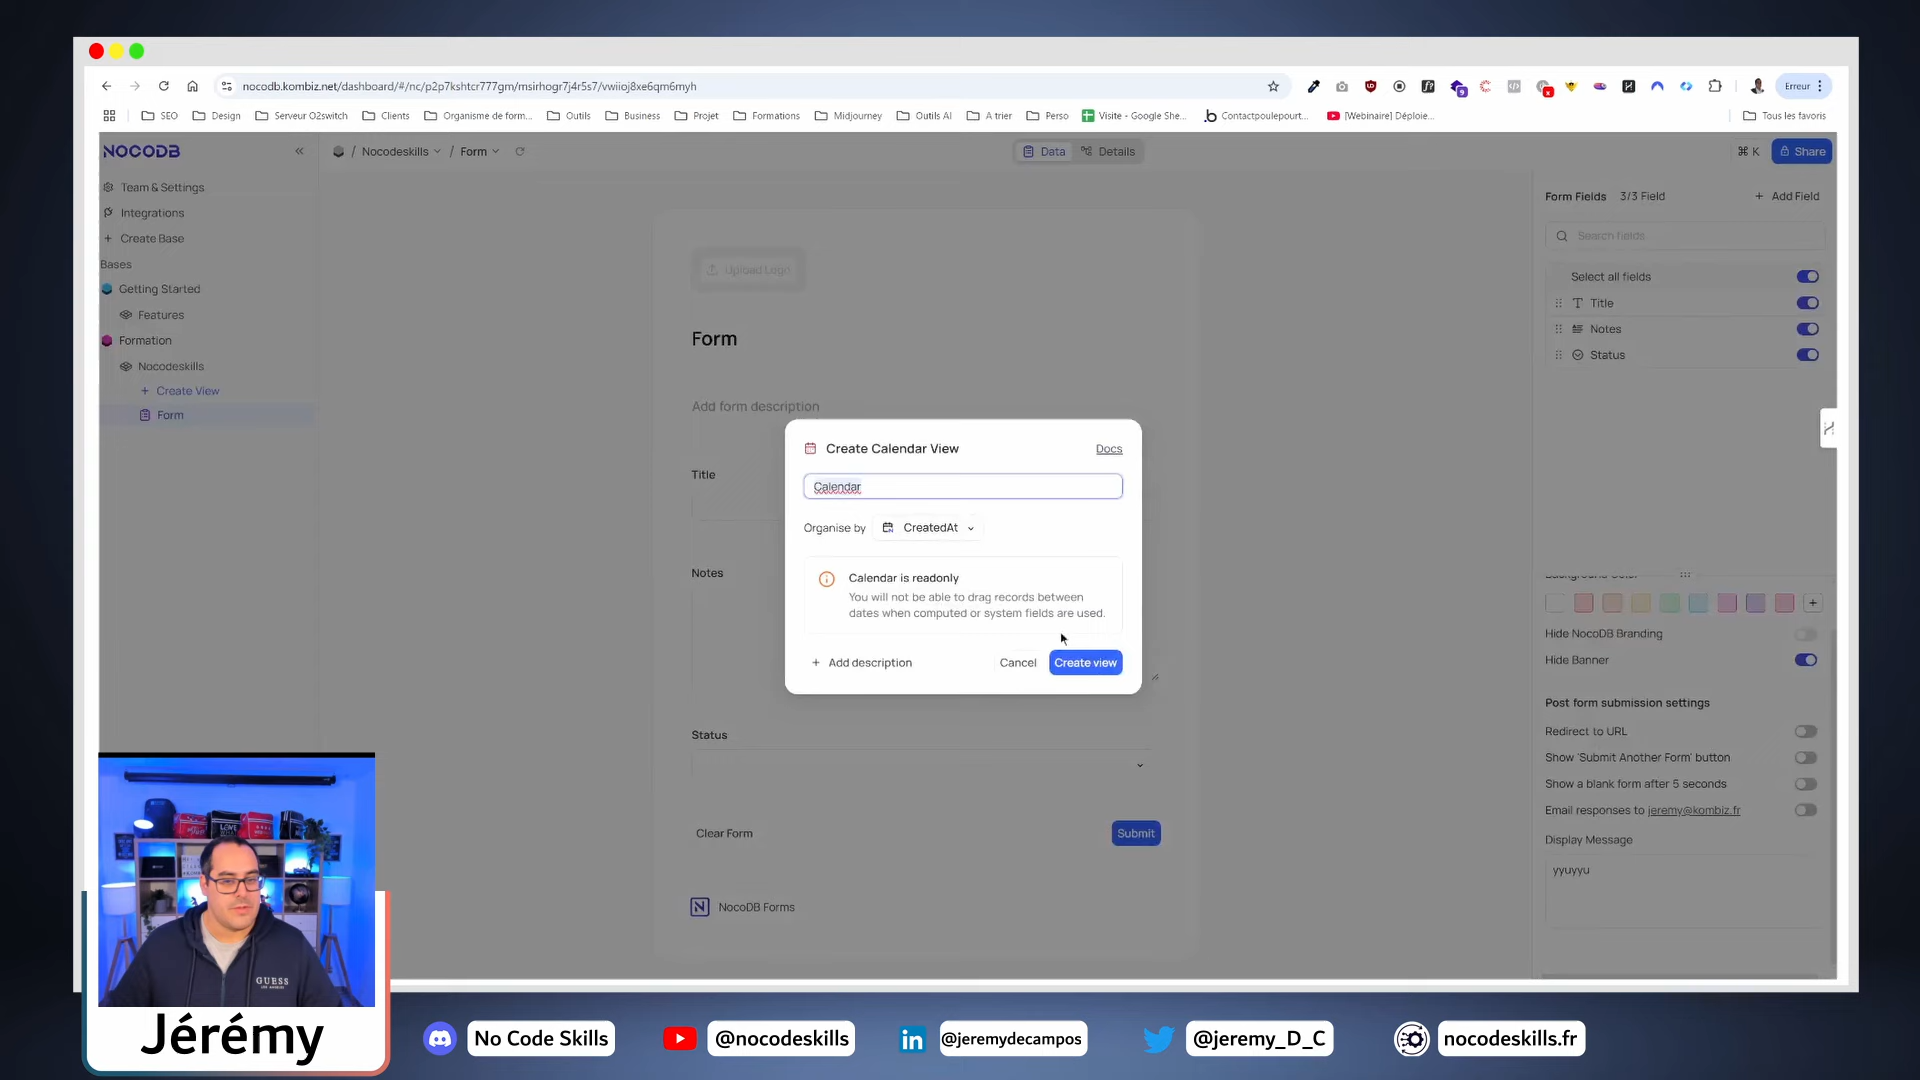 nocodb.kombiz.net/dashboard/#/nc/p2p7kshtcr777gm/msirhogr7j4r5s7/vwiioj8xe6qm6myh
Erreur
SEO
Design
Serveur O2switch
Clients
Organisme de form...
Outils
Business
Projet
Formations
Midjourney
Outils AI
A trier
Perso
Visite - Google She...
Contactpoulepourt...
[Webinaire] Déploie...
Tous les favoris
NOCODB
/ Nocodeskills
/ Form
Data
Details
⌘ K
Share
Team & Settings
Integrations
+ Create Base
Bases
Getting Started
Features
Formation
Nocodeskills
+ Create View
Form
Upload Logo
Form
Add form description
Title
Notes
Status
Clear Form
Submit
NocoDB Forms
Create Calendar View
Docs
Calendar
Organise by
CreatedAt
Calendar is readonly
You will not be able to drag records between
dates when computed or system fields are used.
+ Add description
Cancel
Create view
Form Fields
3/3 Field
+ Add Field
Search fields
Select all fields
Title
Notes
Status
Background Color
Hide NocoDB Branding
Hide Banner
Post form submission settings
Redirect to URL
Show 'Submit Another Form' button
Show a blank form after 5 seconds
Email responses to jeremy@kombiz.fr
Display Message
yyuyyu
LOVE
GUESS
Jérémy
No Code Skills
@nocodeskills
in
@jeremydecampos
@jeremy_D_C
nocodeskills.fr